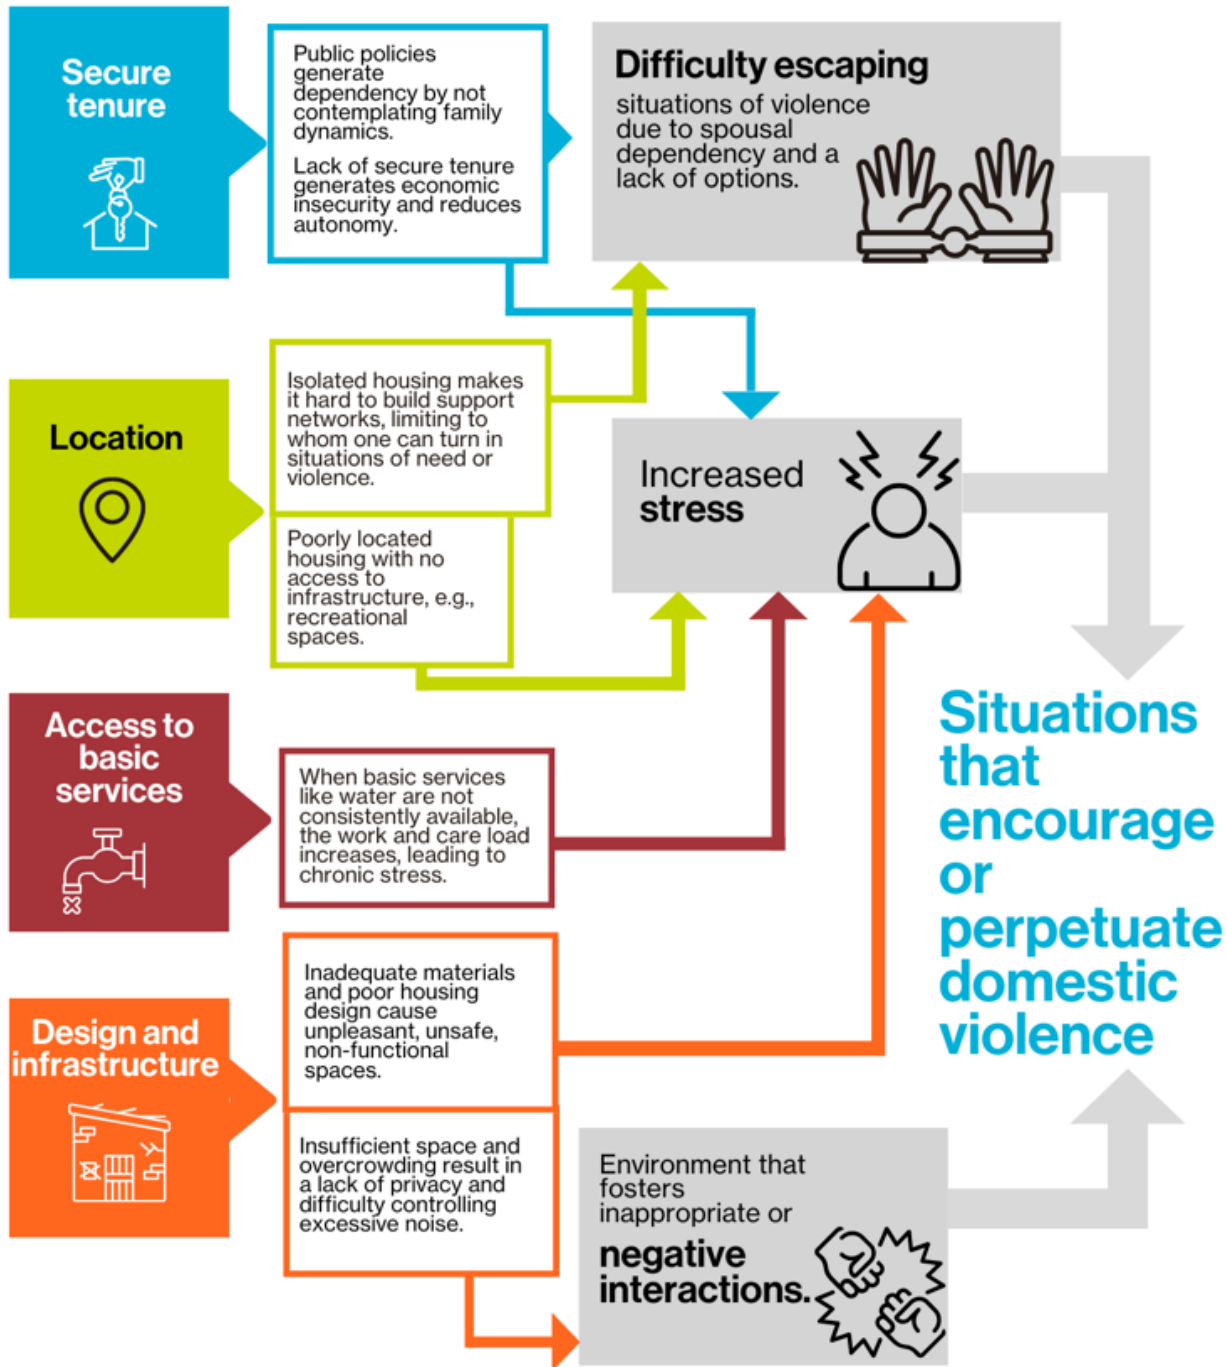 Secure
tenure
Public policies
generate
dependency by not
contemplating family
dynamics.
Lack of secure tenure
generates economic
insecurity and reduces
autonomy.
Difficulty escaping
situations of violence
due to spousal
dependency and a
lack of options.
Location
Isolated housing makes
it hard to build support
networks, limiting to
whom one can turn in
situations of need or
violence.
Poorly located
housing with no
access to
infrastructure, e.g.,
recreational
spaces.
Increased
stress
Access to
basic
services
When basic services
like water are not
consistently available,
the work and care load
increases, leading to
chronic stress.
Design and
infrastructure
Inadequate materials
and poor housing
design cause
unpleasant, unsafe,
non-functional
spaces.
Insufficient space and
overcrowding result in
a lack of privacy and
difficulty controlling
excessive noise.
Environment that
fosters
inappropriate or
negative
interactions.
Situations
that
encourage
or
perpetuate
domestic
violence